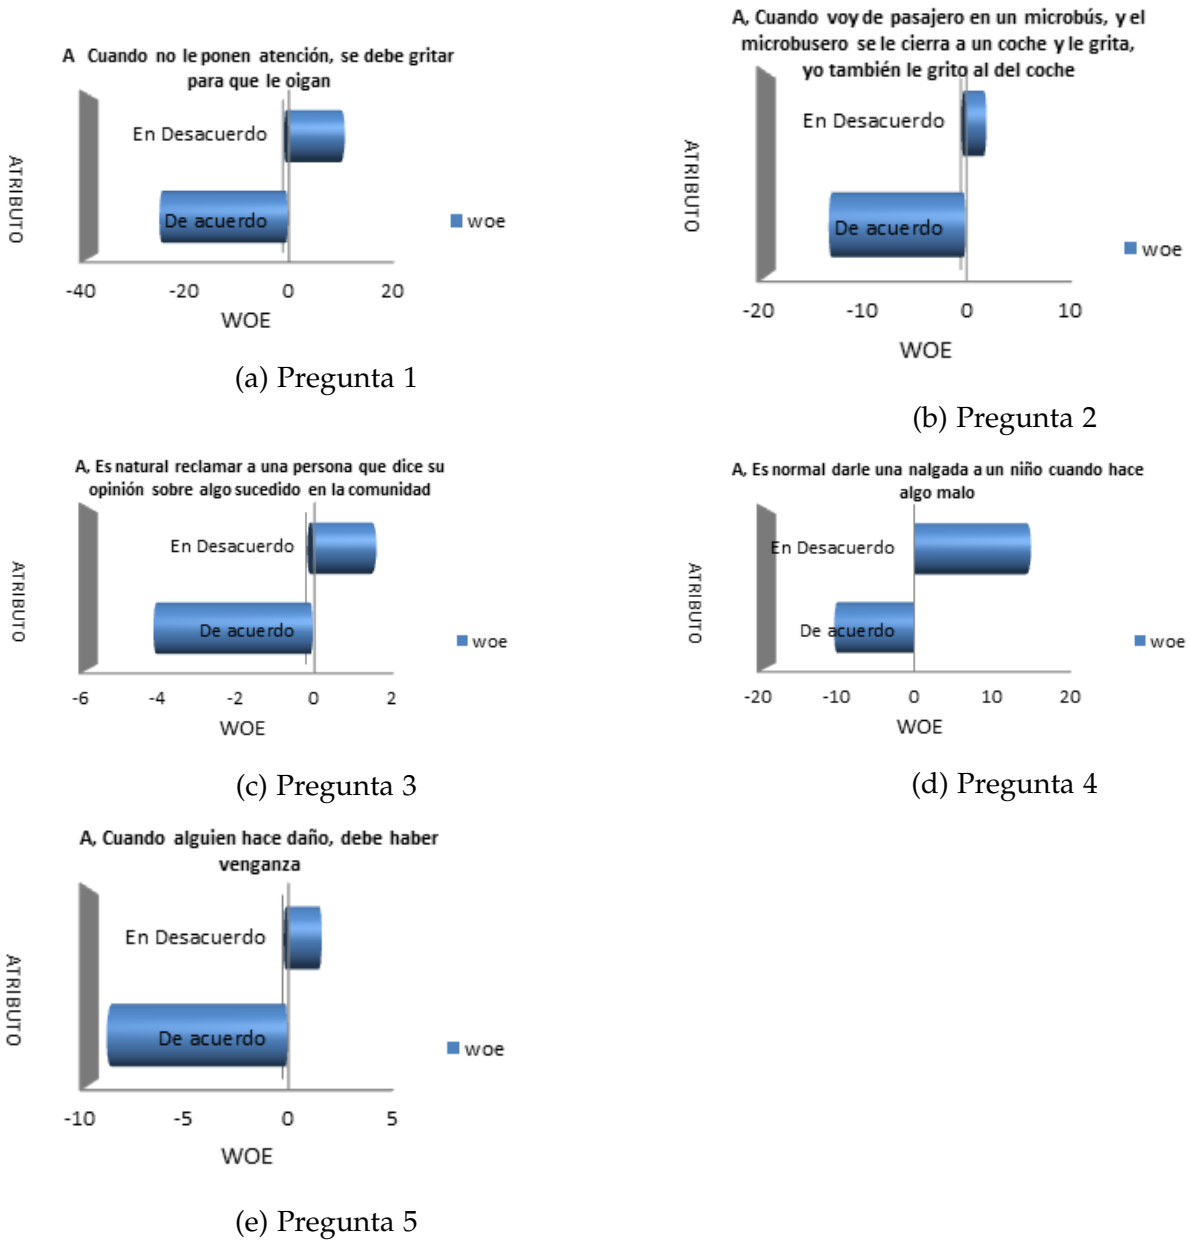 A Cuando no le ponen atención, se debe gritar
para que le oigan
ATRIBUTO
En Desacuerdo
De acuerdo
woe
-40 -20 0 20
WOE
(a) Pregunta 1
A, Cuando voy de pasajero en un microbús, y el
microbusero se le cierra a un coche y le grita,
yo también le grito al del coche
ATRIBUTO
En Desacuerdo
De acuerdo
woe
-20 -10 0 10
WOE
(b) Pregunta 2
A, Es natural reclamar a una persona que dice su
opinión sobre algo sucedido en la comunidad
ATRIBUTO
En Desacuerdo
De acuerdo
woe
-6 -4 -2 0 2
WOE
(c) Pregunta 3
A, Es normal darle una nalgada a un niño cuando hace
algo malo
ATRIBUTO
En Desacuerdo
De acuerdo
woe
-20 -10 0 10 20
WOE
(d) Pregunta 4
A, Cuando alguien hace daño, debe haber
venganza
ATRIBUTO
En Desacuerdo
De acuerdo
woe
-10 -5 0 5
WOE
(e) Pregunta 5